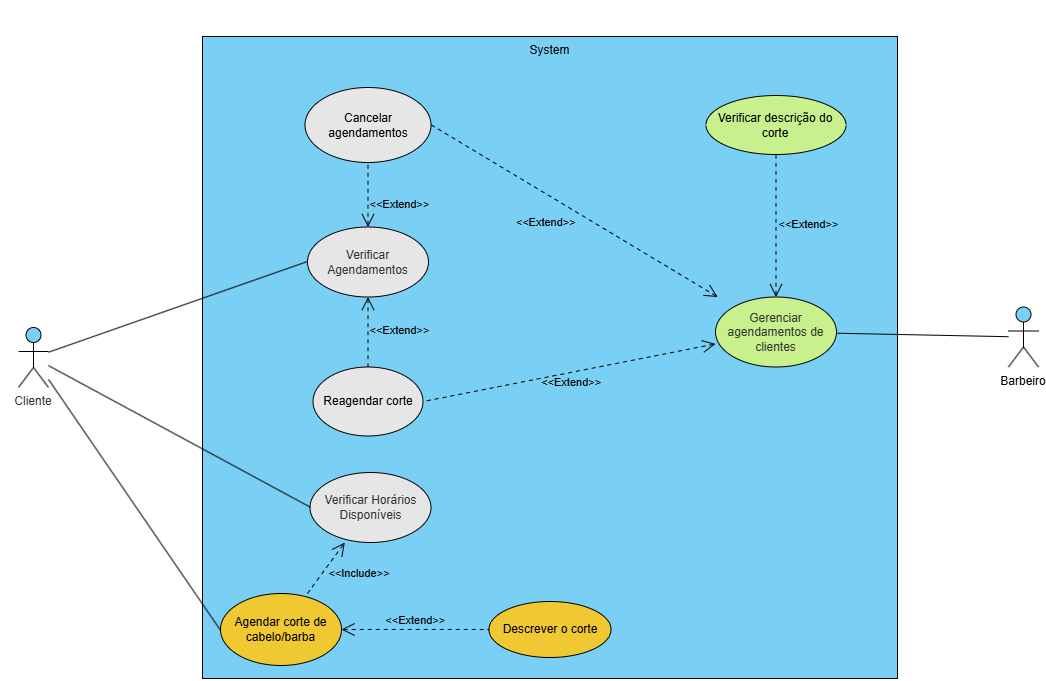 System
Cancelar
agendamentos
Verificar descrição do
corte
<<Extend>>
<<Extend>>
<<Extend>>
Verificar
Agendamentos
<<Extend>>
Gerenciar
agendamentos de
clientes
Barbeiro
Cliente
<<Extend>>
Reagendar corte
Verificar Horários
Disponíveis
<<Include>>
Agendar corte de
cabelo/barba
<<Extend>>
Descrever o corte